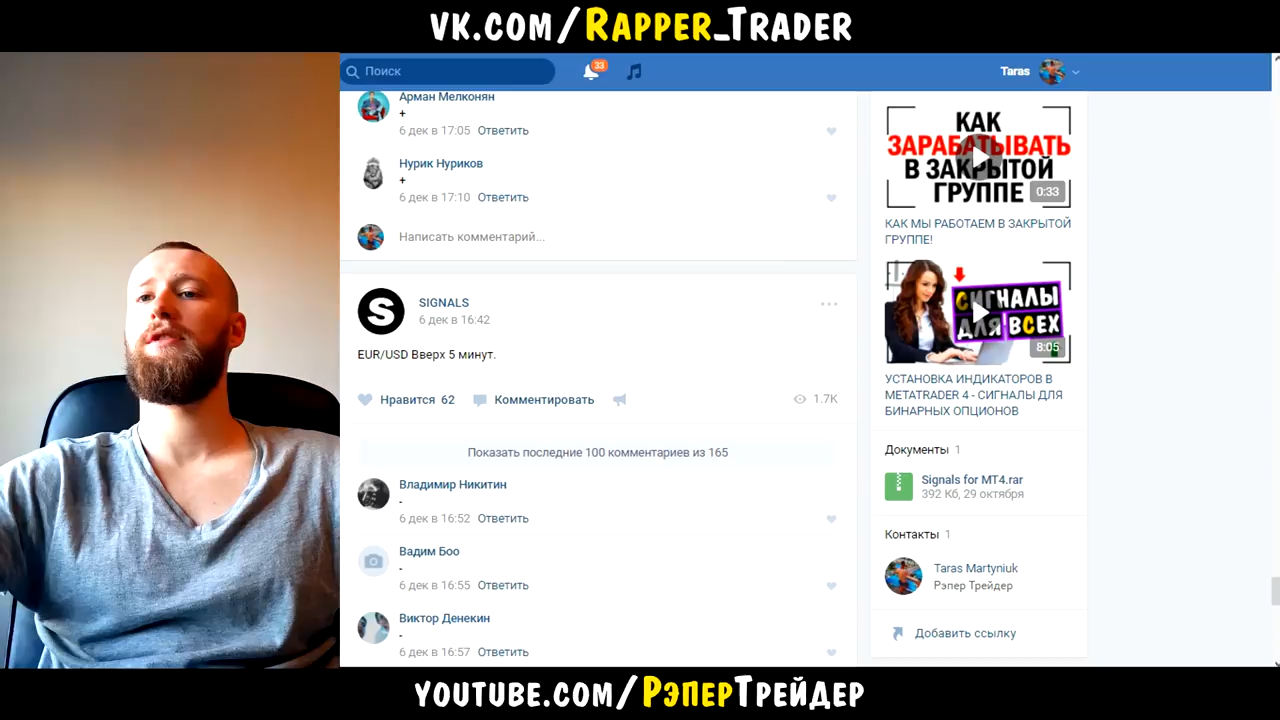 vk.com/Rapper_Trader
Поиск
33
Taras
Арман Мелконян
+
6 дек в 17:05 Ответить
Нурик Нуриков
+
6 дек в 17:10 Ответить
Написать комментарий...
SIGNALS
6 дек в 16:42
EUR/USD Вверх 5 минут.
Нравится 62 Комментировать 1.7K
Показать последние 100 комментариев из 165
Владимир Никитин
-
6 дек в 16:52 Ответить
Вадим Боо
-
6 дек в 16:55 Ответить
Виктор Денекин
-
6 дек в 16:57 Ответить
КАК
ЗАРАБАТЫВАТЬ
В ЗАКРЫТОЙ
ГРУППЕ
0:33
КАК МЫ РАБОТАЕМ В ЗАКРЫТОЙ
ГРУППЕ!
СИГНАЛЫ
ДЛЯ ВСЕХ
8:05
УСТАНОВКА ИНДИКАТОРОВ В
METATRADER 4 - СИГНАЛЫ ДЛЯ
БИНАРНЫХ ОПЦИОНОВ
Документы 1
Signals for MT4.rar
392 Кб, 29 октября
Контакты 1
Taras Martyniuk
Рэпер Трейдер
Добавить ссылку
youtube.com/РэперТрейдер